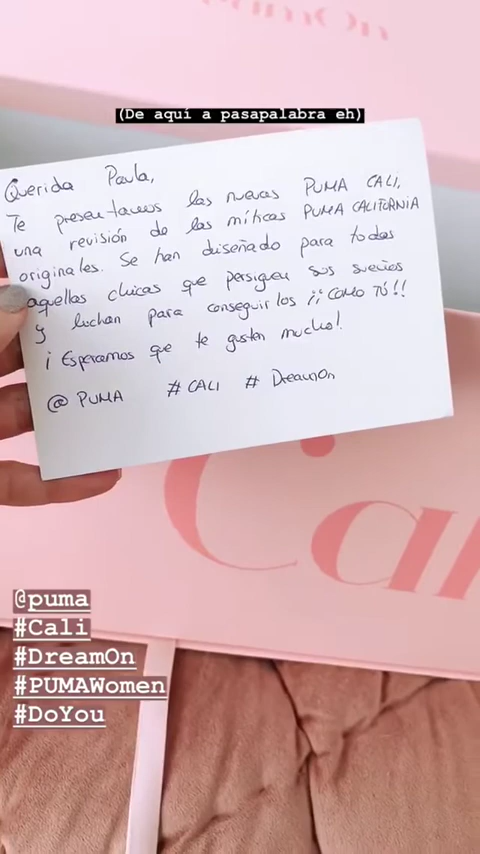 (De aquí a pasapalabra eh)
Querida Paula,
Te presentamos las nuevas PUMA CALI,
una revisión de las míticas PUMA CALIFORNIA
originales. Se han diseñado para todas
aquellas chicas que persiguen sus sueños
y luchan para conseguirlos ¡¡COMO TÚ!!
¡Esperamos que te gusten mucho!
@PUMA #CALI #DreamOn
Cal
@puma
#Cali
#DreamOn
#PUMAWomen
#DoYou